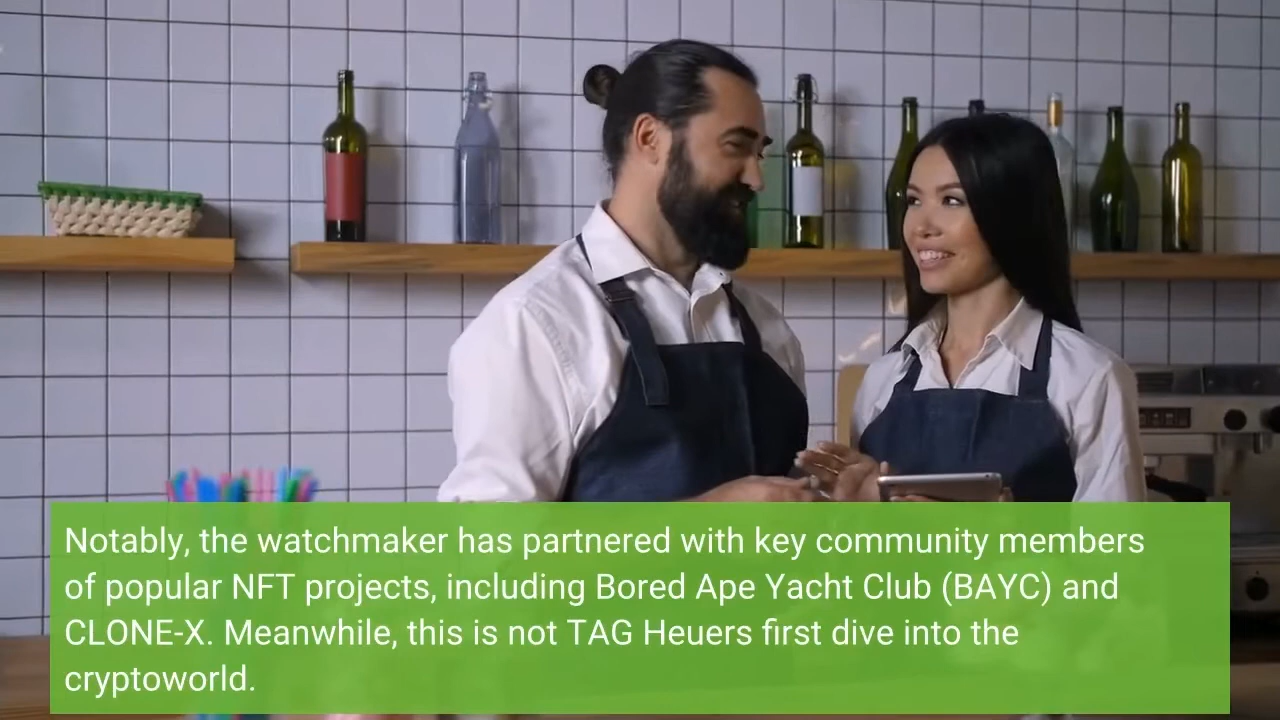 Notably, the watchmaker has partnered with key community members
of popular NFT projects, including Bored Ape Yacht Club (BAYC) and
CLONE-X. Meanwhile, this is not TAG Heuers first dive into the
cryptoworld.